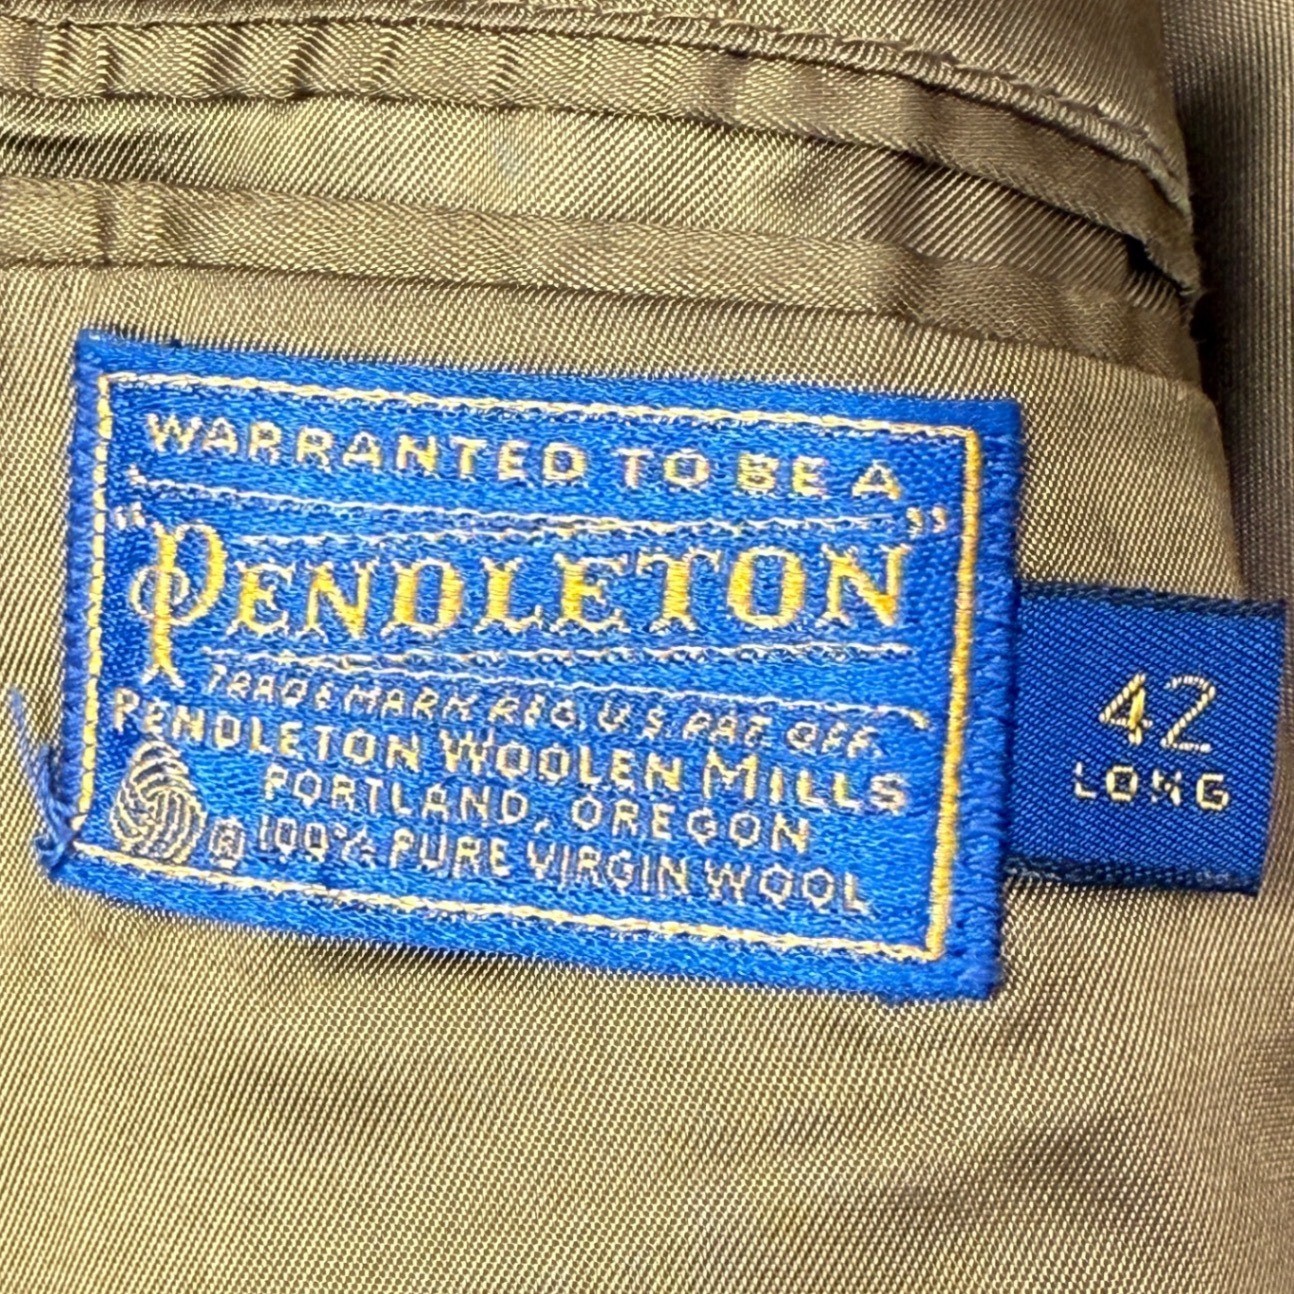 WARRANTED TO BE A
"PENDLETON"
TRADE MARK REG. U.S. PAT. OFF.
PENDLETON WOOLEN MILLS
PORTLAND, OREGON
® 100% PURE VIRGIN WOOL
42
LONG